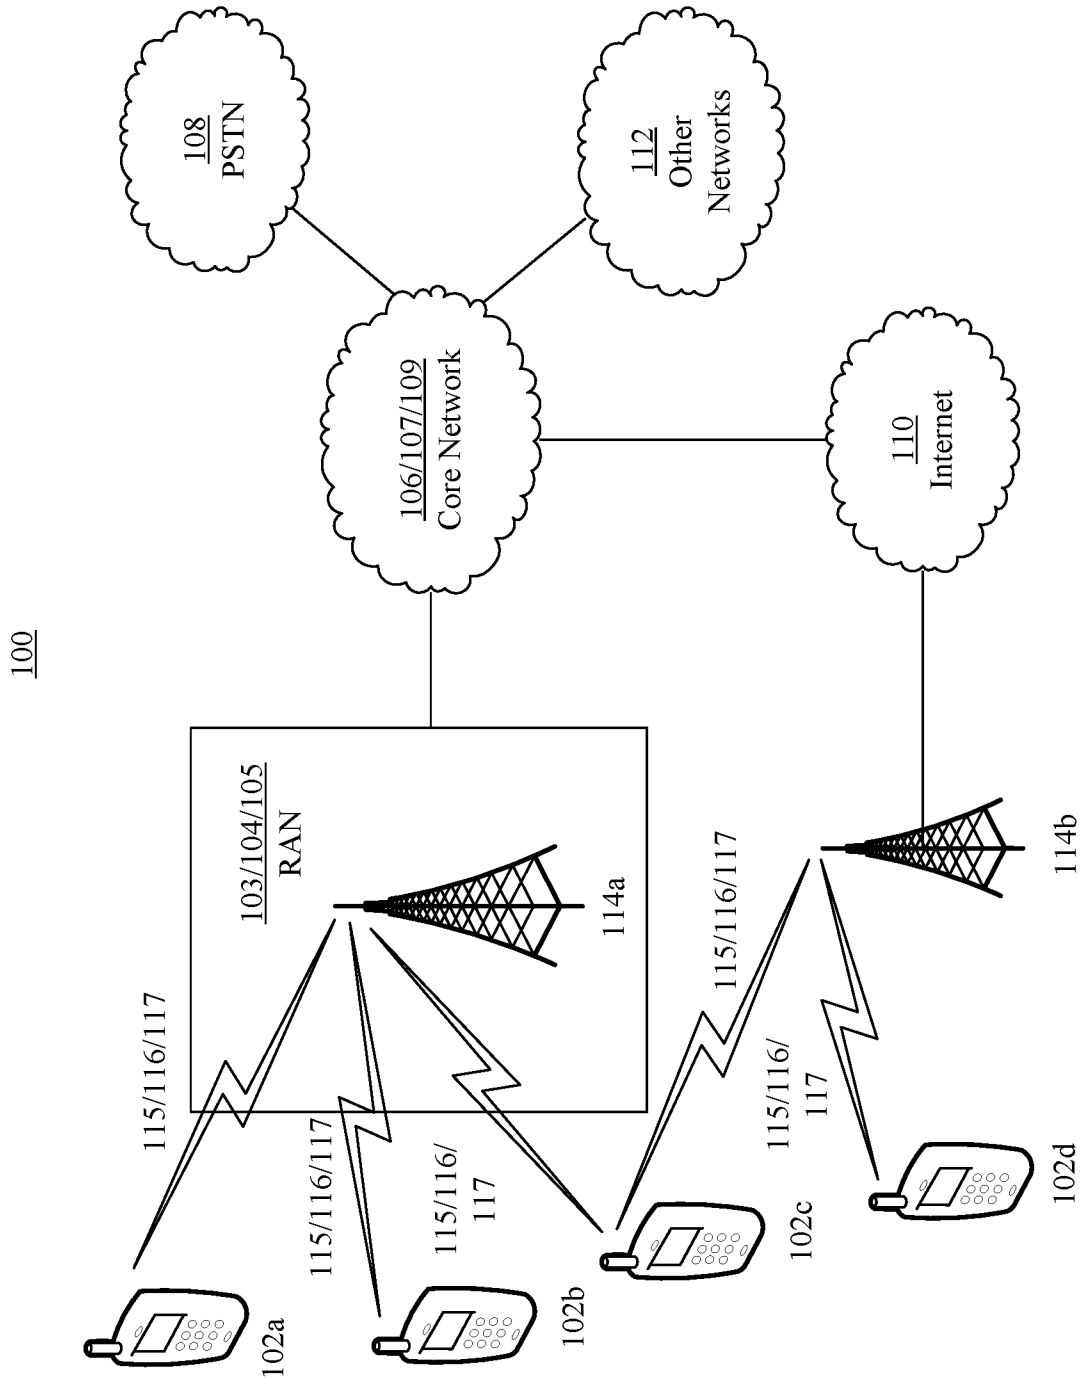 100
108
PSTN
106/107/109
Core Network
112
Other
Networks
103/104/105
RAN
114a
110
Internet
115/116/117
115/116/117
115/116/
117
115/116/117
115/116/
117
114b
102a
102b
102c
102d